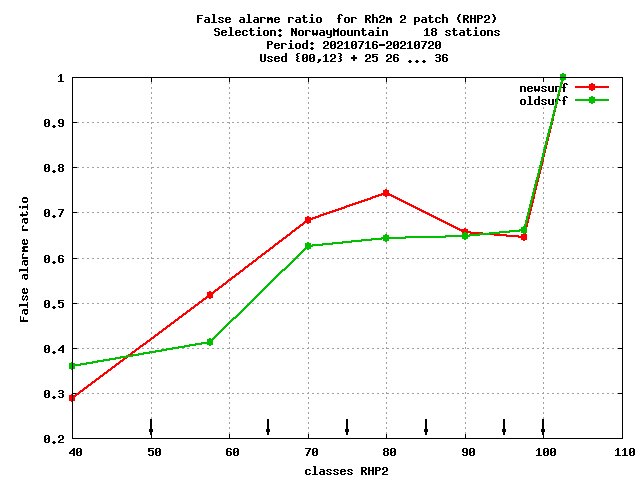 False alarme ratio  for Rh2m 2 patch (RHP2)
Selection: NorwayMountain     18 stations
Period: 20210716-20210720
Used {00,12} + 25 26 ... 36
newsurf
oldsurf
1
0.9
0.8
0.7
0.6
0.5
0.4
0.3
0.2
False alarme ratio
40
50
60
70
80
90
100
110
classes RHP2